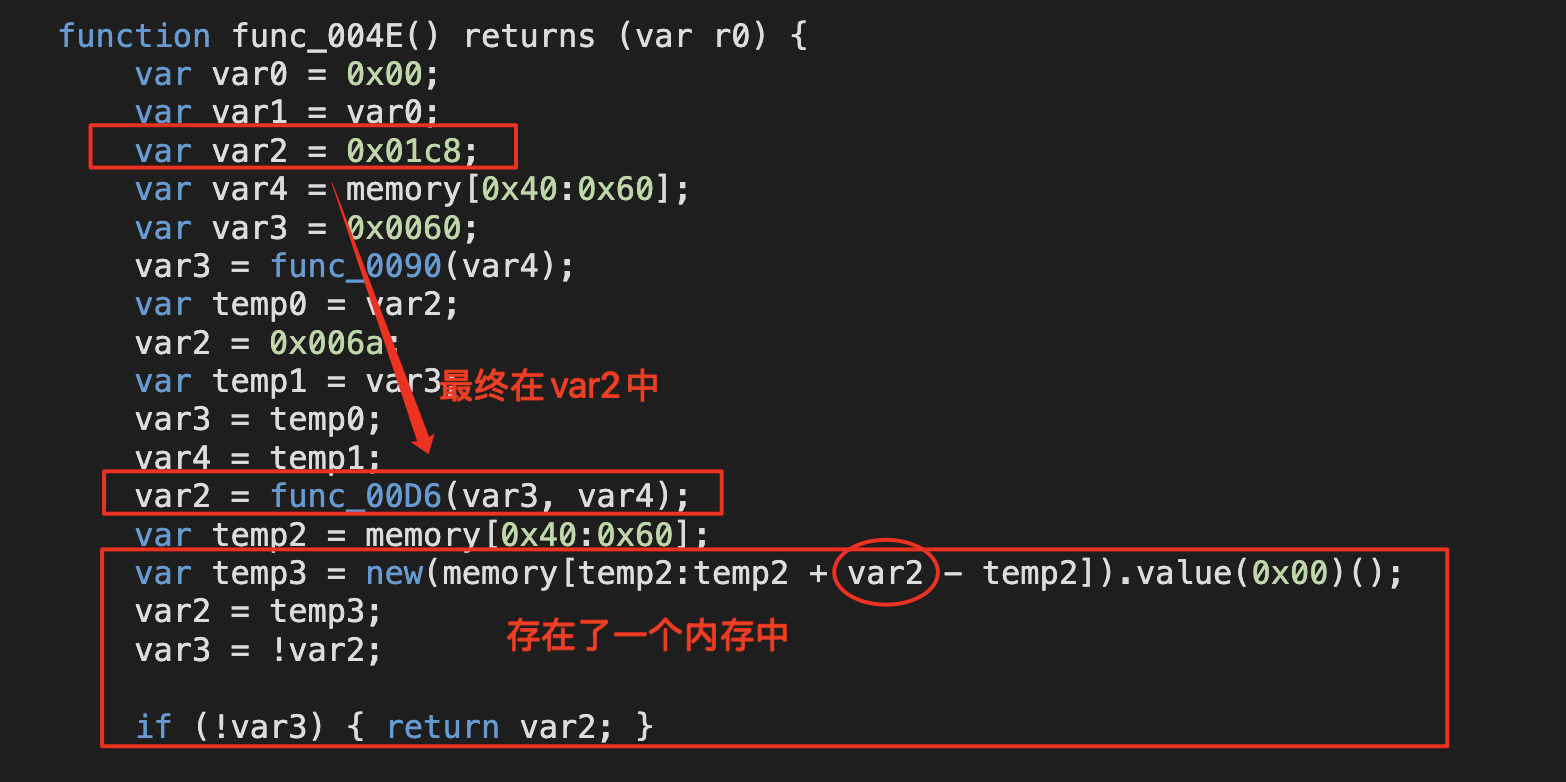 function func_004E() returns (var r0) {
var var0 = 0x00;
var var1 = var0;
var var2 = 0x01c8;
var var4 = memory[0x40:0x60];
var var3 = 0x0060;
var3 = func_0090(var4);
var temp0 = var2;
var2 = 0x006a;
var temp1 = var3;
最终在var2中
var3 = temp0;
var4 = temp1;
var2 = func_00D6(var3, var4);
var temp2 = memory[0x40:0x60];
var temp3 = new(memory[temp2:temp2 + var2 - temp2]).value(0x00)();
var2 = temp3;
存在了一个内存中
var3 = !var2;
if (!var3) { return var2; }